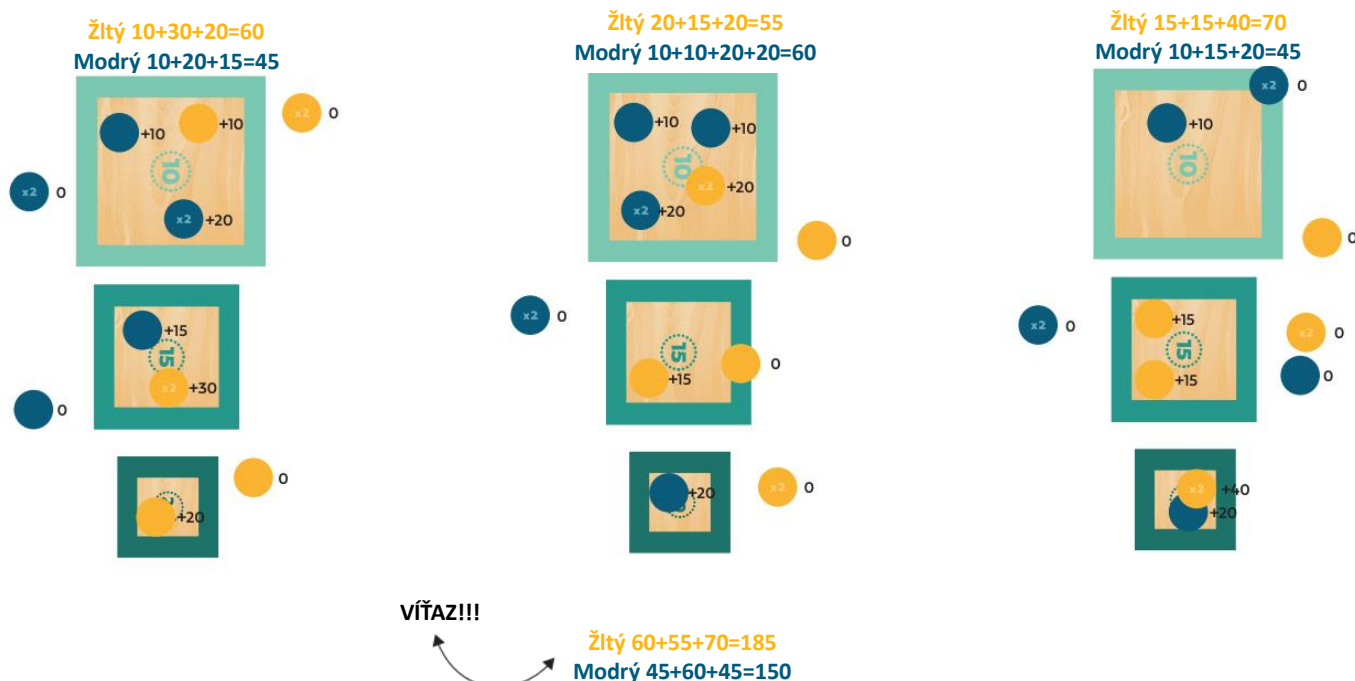 Žltý 10+30+20=60
Modrý 10+20+15=45
+10
+10
x2
0
10
x2
0
x2
+20
+15
15
x2
+30
0
0
+20
Žltý 20+15+20=55
Modrý 10+10+20+20=60
+10
+10
10
x2
+20
+20
0
x2
0
15
+15
0
+20
x2
0
Žltý 15+15+40=70
Modrý 10+15+20=45
x2
0
+10
10
0
x2
0
+15
15
x2
0
+15
0
x2
+40
+20
VÍŤAZ!!!
Žltý 60+55+70=185
Modrý 45+60+45=150